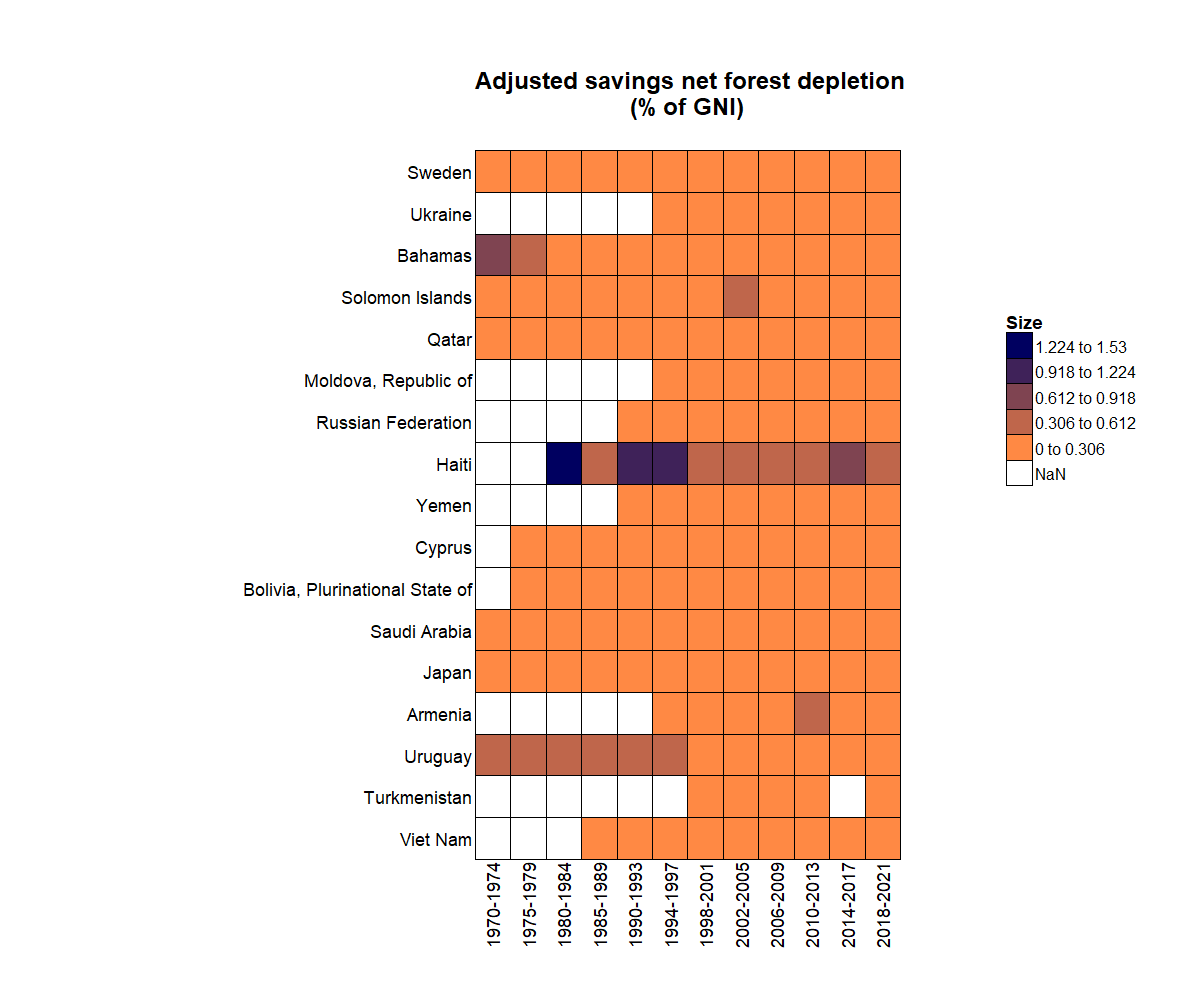 Adjusted savings net forest depletion
(% of GNI)
Sweden
Ukraine
Bahamas
Solomon Islands
Qatar
Moldova, Republic of
Russian Federation
Haiti
Yemen
Cyprus
Bolivia, Plurinational State of
Saudi Arabia
Japan
Armenia
Uruguay
Turkmenistan
Viet Nam
1970-1974
1975-1979
1980-1984
1985-1989
1990-1993
1994-1997
1998-2001
2002-2005
2006-2009
2010-2013
2014-2017
2018-2021
Size
1.224 to 1.53
0.918 to 1.224
0.612 to 0.918
0.306 to 0.612
0 to 0.306
NaN